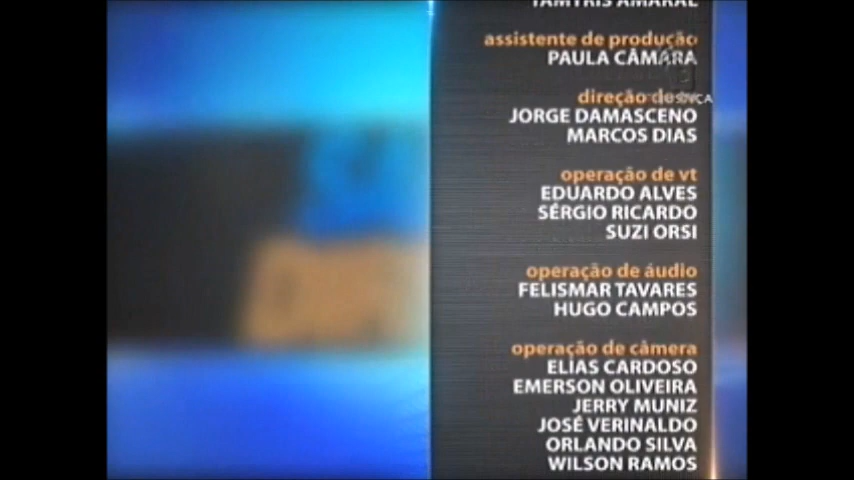 TAMYRIS AMARAL
assistente de produção
PAULA CÂMARA
direção de
JORGE DAMASCENO
MARCOS DIAS
operação de vt
EDUARDO ALVES
SÉRGIO RICARDO
SUZI ORSI
operação de áudio
FELISMAR TAVARES
HUGO CAMPOS
operação de câmera
ELIAS CARDOSO
EMERSON OLIVEIRA
JERRY MUNIZ
JOSÉ VERINALDO
ORLANDO SILVA
WILSON RAMOS